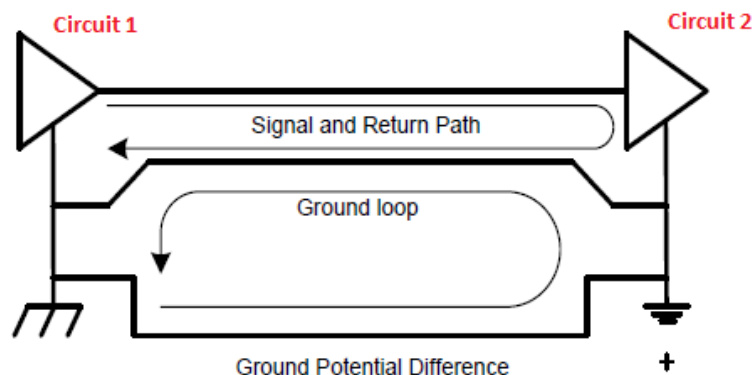 Circuit 1
Circuit 2
Signal and Return Path
Ground loop
Ground Potential Difference
+